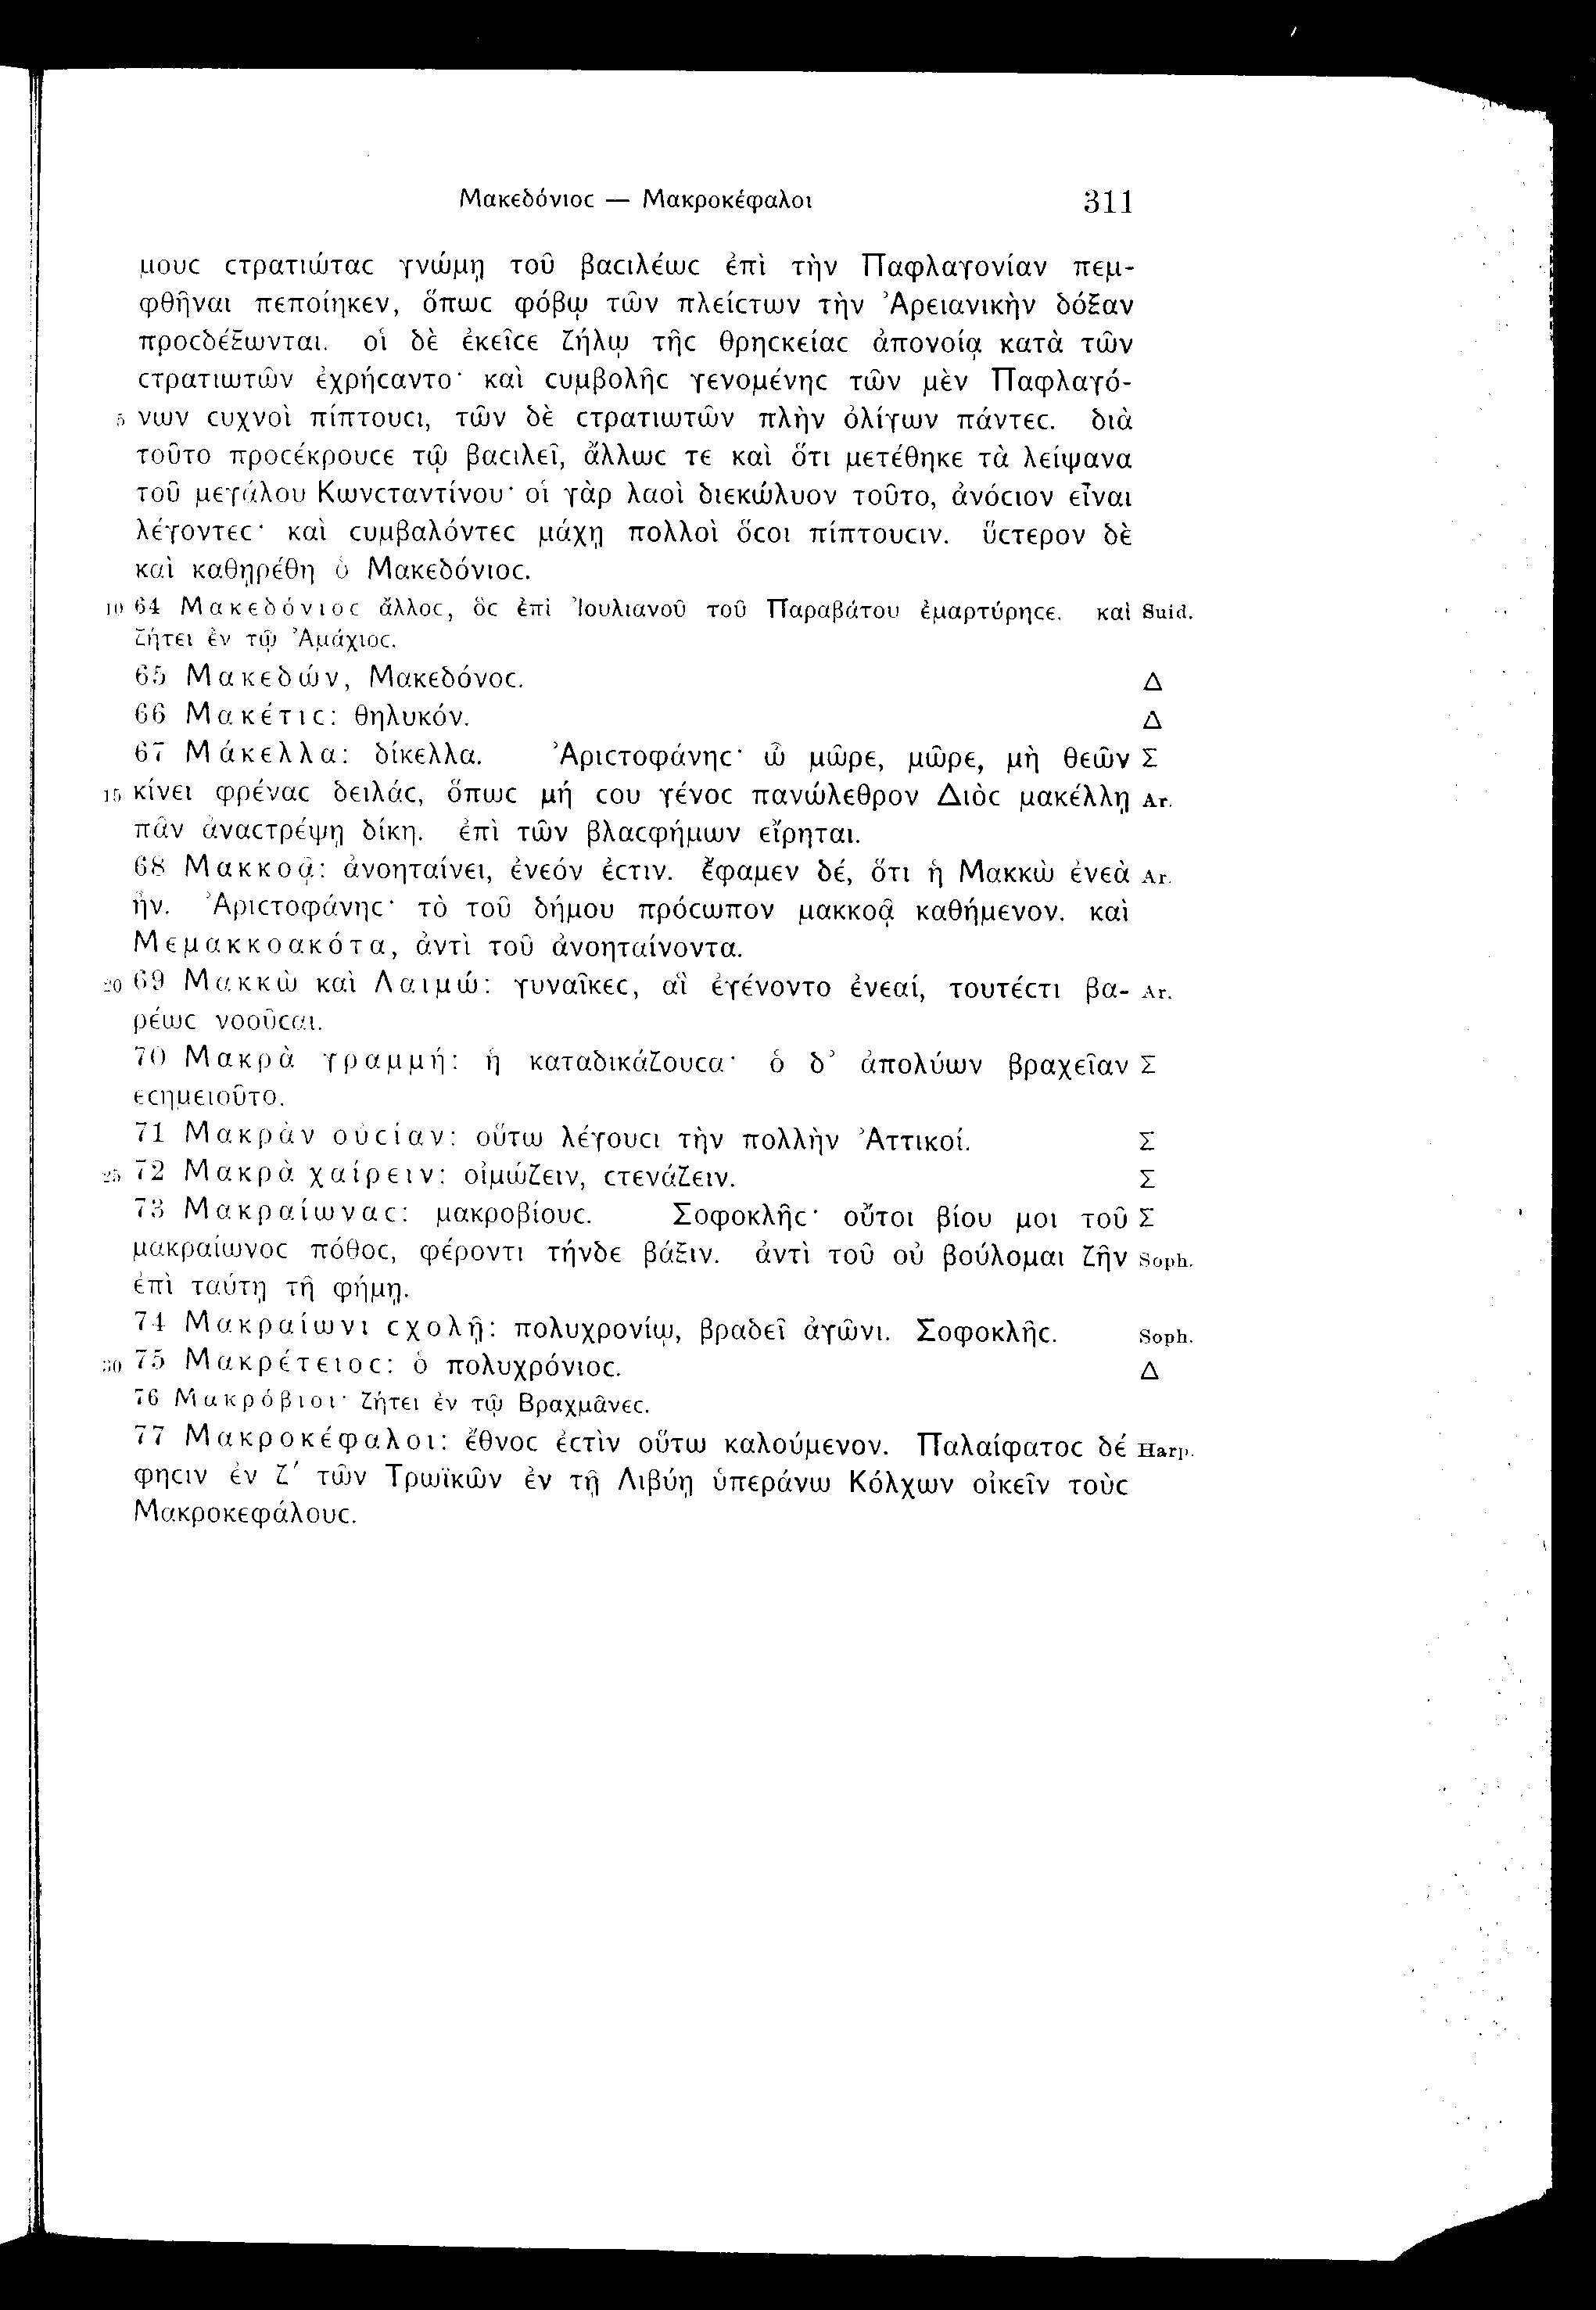 Μακεδόνιοϲ — Μακροκέφαλοι 311
μουϲ ϲτρατιώταϲ γνώμῃ τοῦ βαϲιλέωϲ ἐπὶ τὴν Παφλαγονίαν πεμ-
φθῆναι πεποίηκεν, ὅπωϲ φόβῳ τῶν πλείϲτων τὴν Ἀρειανικὴν δόξαν
προϲδέξωνται. οἱ δὲ ἐκεῖϲε ζήλῳ τῆϲ θρηϲκείαϲ ἀπονοίᾳ κατὰ τῶν
ϲτρατιωτῶν ἐχρήϲαντο· καὶ ϲυμβολῆϲ γενομένηϲ τῶν μὲν Παφλαγό-
5 νων ϲυχνοὶ πίπτουϲι, τῶν δὲ ϲτρατιωτῶν πλὴν ὀλίγων πάντεϲ. διὰ
τοῦτο προϲέκρουϲε τῷ βαϲιλεῖ, ἄλλωϲ τε καὶ ὅτι μετέθηκε τὰ λείψανα
τοῦ μεγάλου Κωνϲταντίνου· οἱ γὰρ λαοὶ διεκώλυον τοῦτο, ἀνόϲιον εἶναι
λέγοντεϲ· καὶ ϲυμβαλόντεϲ μάχῃ πολλοὶ ὅϲοι πίπτουϲιν. ὕϲτερον δὲ
καὶ καθῃρέθη ὁ Μακεδόνιοϲ.
10 64 Μακεδόνιοϲ ἄλλοϲ, ὃϲ ἐπὶ Ἰουλιανοῦ τοῦ Παραβάτου ἐμαρτύρηϲε. καὶ Suid.
ζήτει ἐν τῷ Ἀμάχιοϲ.
65 Μακεδών, Μακεδόνοϲ. Δ
66 Μακέτιϲ: θηλυκόν. Δ
67 Μάκελλα: δίκελλα. Ἀριϲτοφάνηϲ· ὦ μῶρε, μῶρε, μὴ θεῶν Σ
15 κίνει φρέναϲ δειλάϲ, ὅπωϲ μή ϲου γένοϲ πανώλεθρον Διὸϲ μακέλλῃ Ar.
πᾶν ἀναϲτρέψῃ δίκη. ἐπὶ τῶν βλαϲφήμων εἴρηται.
68 Μακκοᾷ: ἀνοηταίνει, ἐνεόν ἐϲτιν. ἔφαμεν δέ, ὅτι ἡ Μακκὼ ἐνεὰ Ar.
ἦν. Ἀριϲτοφάνηϲ· τὸ τοῦ δήμου πρόϲωπον μακκοᾷ καθήμενον. καὶ
Μεμακκοακότα, ἀντὶ τοῦ ἀνοηταίνοντα.
20 69 Μακκὼ καὶ Λαιμώ: γυναῖκεϲ, αἳ ἐγένοντο ἐνεαί, τουτέϲτι βα- Ar.
ρέωϲ νοοῦϲαι.
70 Μακρὰ γραμμή: ἡ καταδικάζουϲα· ὁ δ’ ἀπολύων βραχεῖαν Σ
ἐϲημειοῦτο.
71 Μακρὰν οὐϲίαν: οὕτω λέγουϲι τὴν πολλὴν Ἀττικοί. Σ
25 72 Μακρὰ χαίρειν: οἰμώζειν, ϲτενάζειν. Σ
73 Μακραίωναϲ: μακροβίουϲ. Σοφοκλῆϲ· οὔτοι βίου μοι τοῦ Σ
μακραίωνοϲ πόθοϲ, φέροντι τήνδε βάξιν. ἀντὶ τοῦ οὐ βούλομαι ζῆν Soph.
ἐπὶ ταύτῃ τῇ φήμῃ.
74 Μακραίωνι ϲχολῇ: πολυχρονίῳ, βραδεῖ ἀγῶνι. Σοφοκλῆϲ. Soph.
30 75 Μακρέτειοϲ: ὁ πολυχρόνιοϲ. Δ
76 Μακρόβιοι· ζήτει ἐν τῷ Βραχμᾶνεϲ.
77 Μακροκέφαλοι: ἔθνοϲ ἐϲτὶν οὕτω καλούμενον. Παλαίφατοϲ δέ Harp.
φηϲιν ἐν ζʹ τῶν Τρωϊκῶν ἐν τῇ Λιβύῃ ὑπεράνω Κόλχων οἰκεῖν τοὺϲ
Μακροκεφάλουϲ.